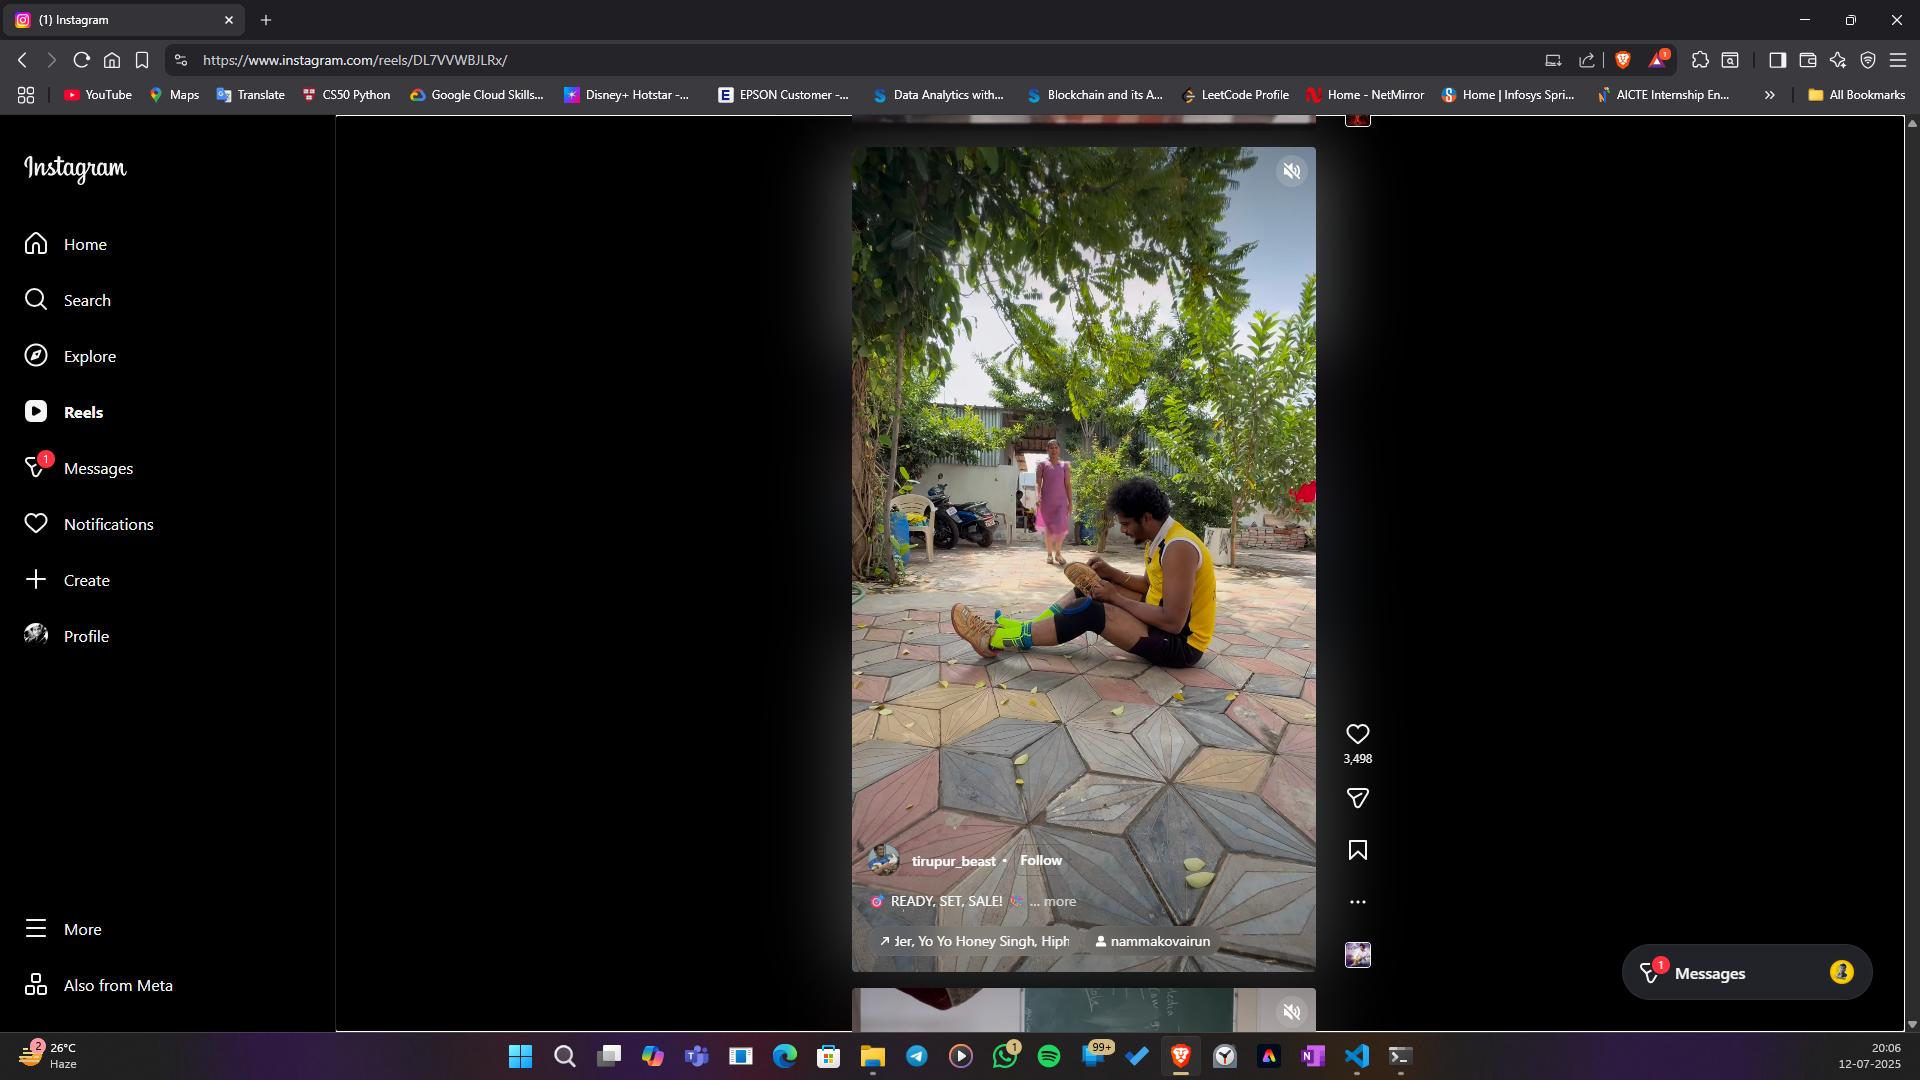 (1) Instagram
https://www.instagram.com/reels/DL7VVWBJLRx/
1
YouTube
Maps
Translate
CS50 Python
Google Cloud Skills...
Disney+ Hotstar -...
EPSON Customer -...
Data Analytics with...
Blockchain and its A...
LeetCode Profile
Home - NetMirror
Home | Infosys Spri...
AICTE Internship En...
All Bookmarks
Instagram
Home
Search
Explore
Reels
1
Messages
Notifications
Create
Profile
3,498
tirupur_beast • Follow
READY, SET, SALE! ... more
der, Yo Yo Honey Singh, Hiph
nammakovairun
More
Also from Meta
1
Messages
2
26°C
Haze
1
99+
20:06
12-07-2025